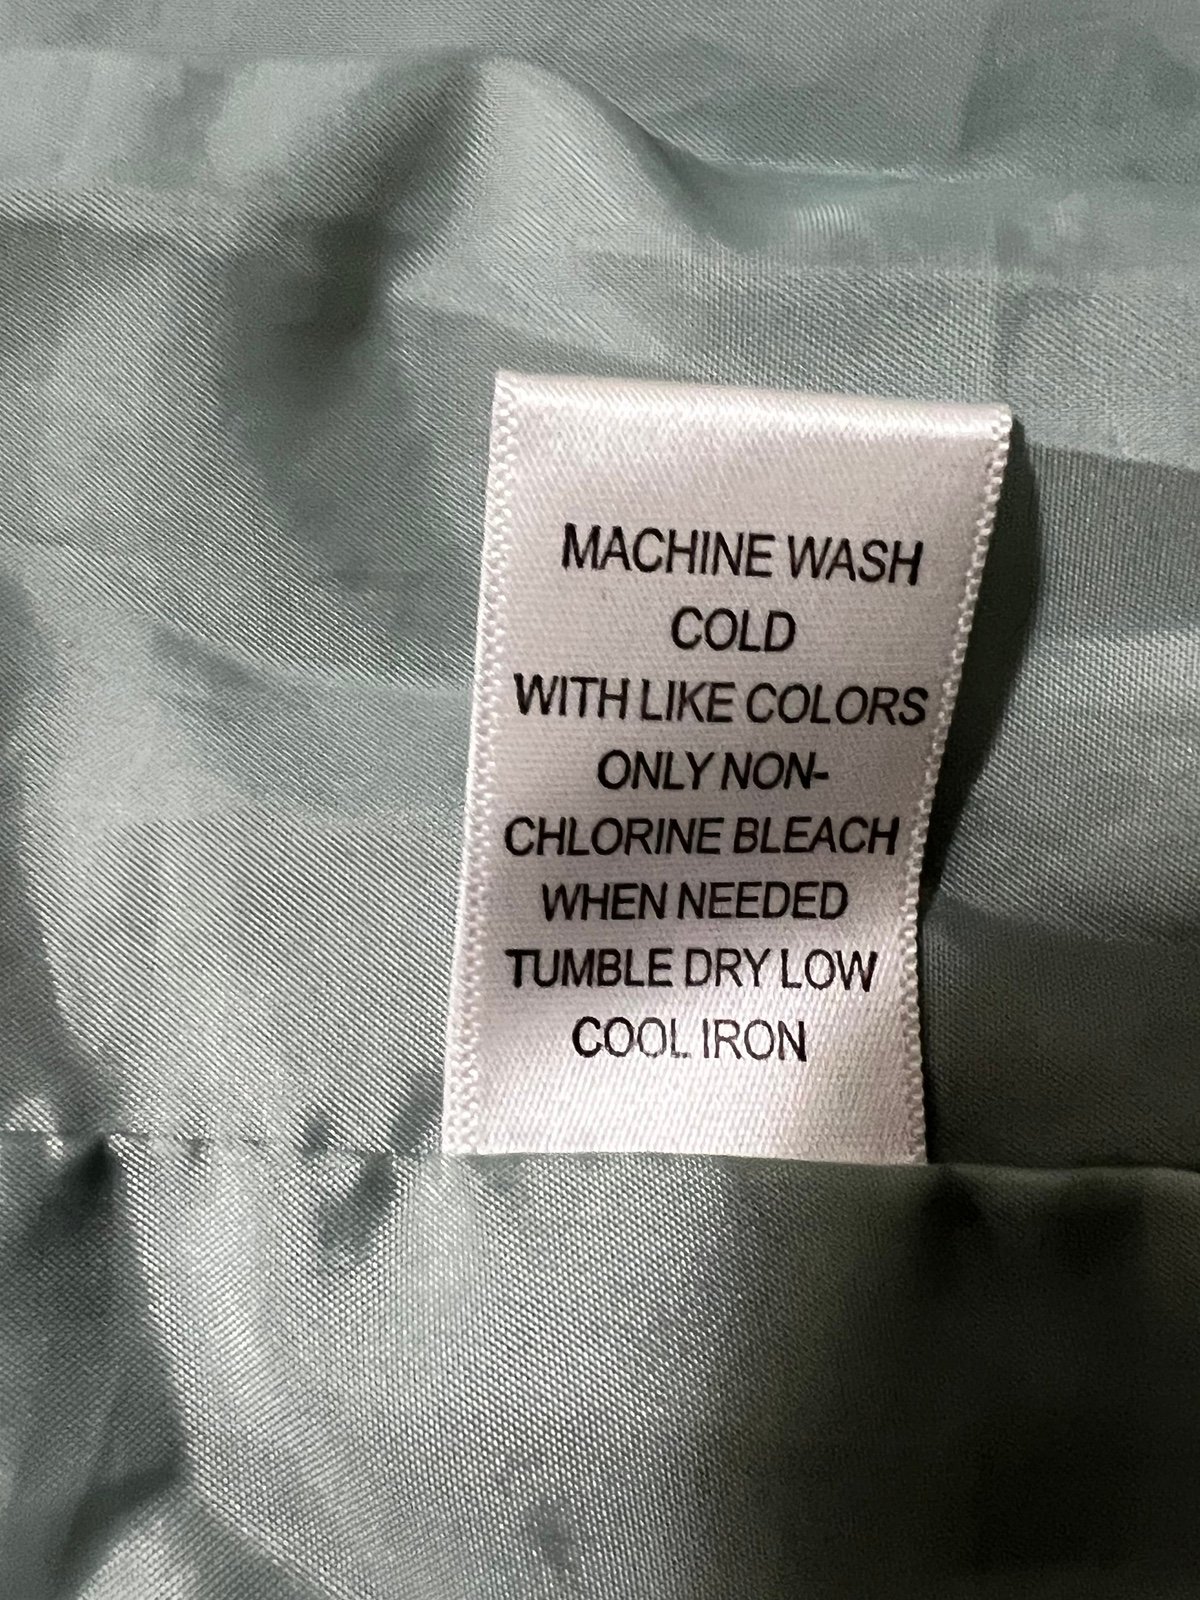 MACHINE WASH
COLD
WITH LIKE COLORS
ONLY NON-
CHLORINE BLEACH
WHEN NEEDED
TUMBLE DRY LOW
COOL IRON